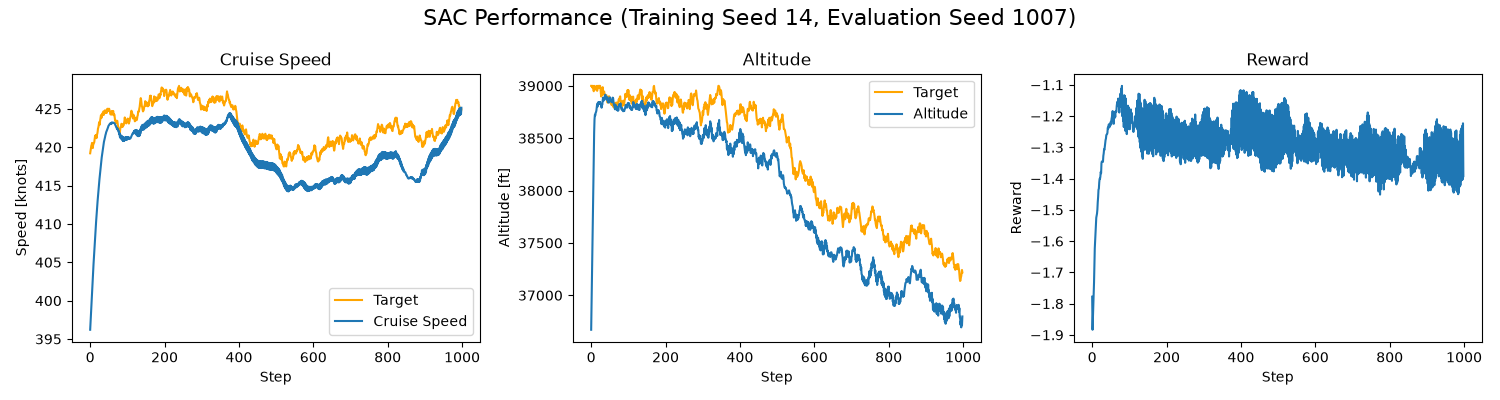 SAC Performance (Training Seed 14, Evaluation Seed 1007)
Cruise Speed
Speed [knots]
425
420
415
410
405
400
395
0 200 400 600 800 1000
Step
Target
Cruise Speed
Altitude
Altitude [ft]
39000
38500
38000
37500
37000
0 200 400 600 800 1000
Step
Target
Altitude
Reward
Reward
−1.1
−1.2
−1.3
−1.4
−1.5
−1.6
−1.7
−1.8
−1.9
0 200 400 600 800 1000
Step